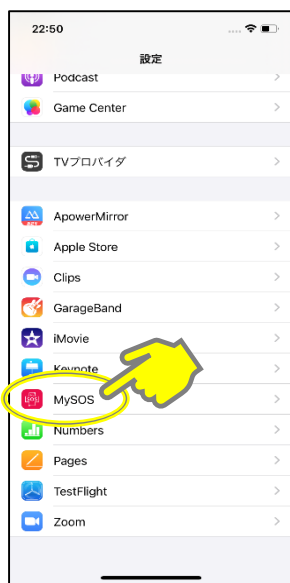 22:50
設定
Podcast
Game Center
TVプロバイダ
ApowerMirror
Apple Store
Clips
GarageBand
iMovie
Keynote
MySOS
Numbers
Pages
TestFlight
Zoom